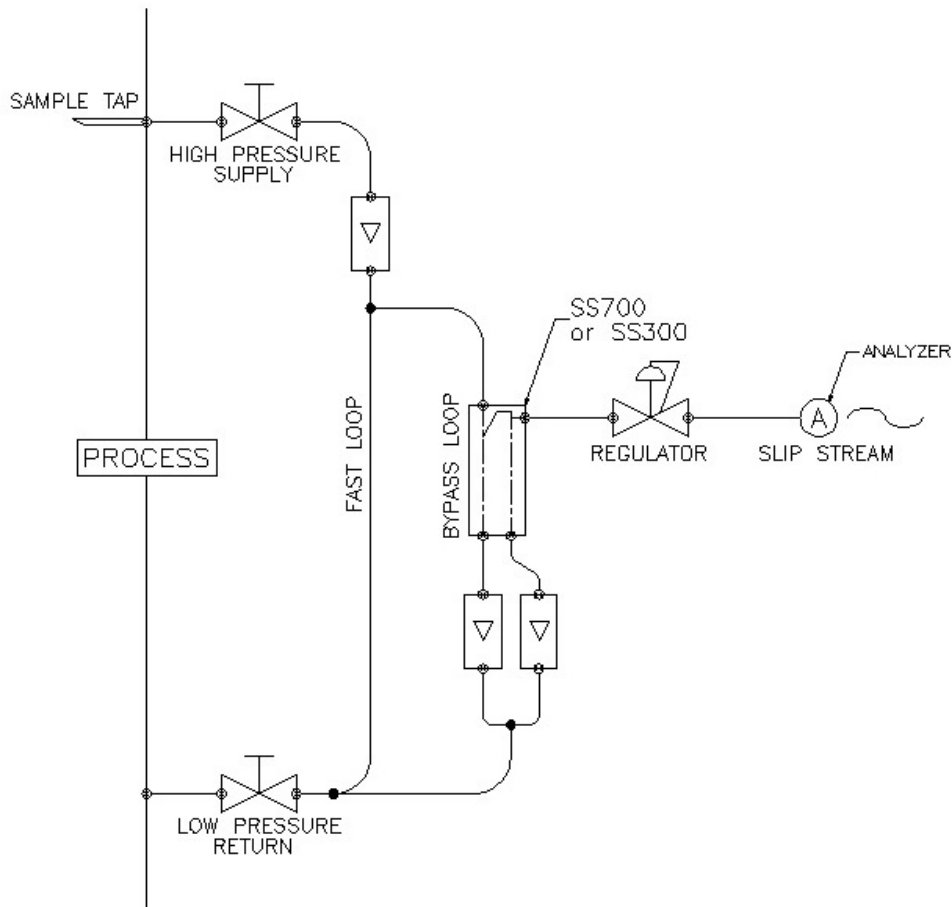 SAMPLE TAP
HIGH PRESSURE
SUPPLY
SS700
or SS300
ANALYZER
FAST LOOP
BYPASS LOOP
PROCESS
REGULATOR
A
SLIP STREAM
LOW PRESSURE
RETURN